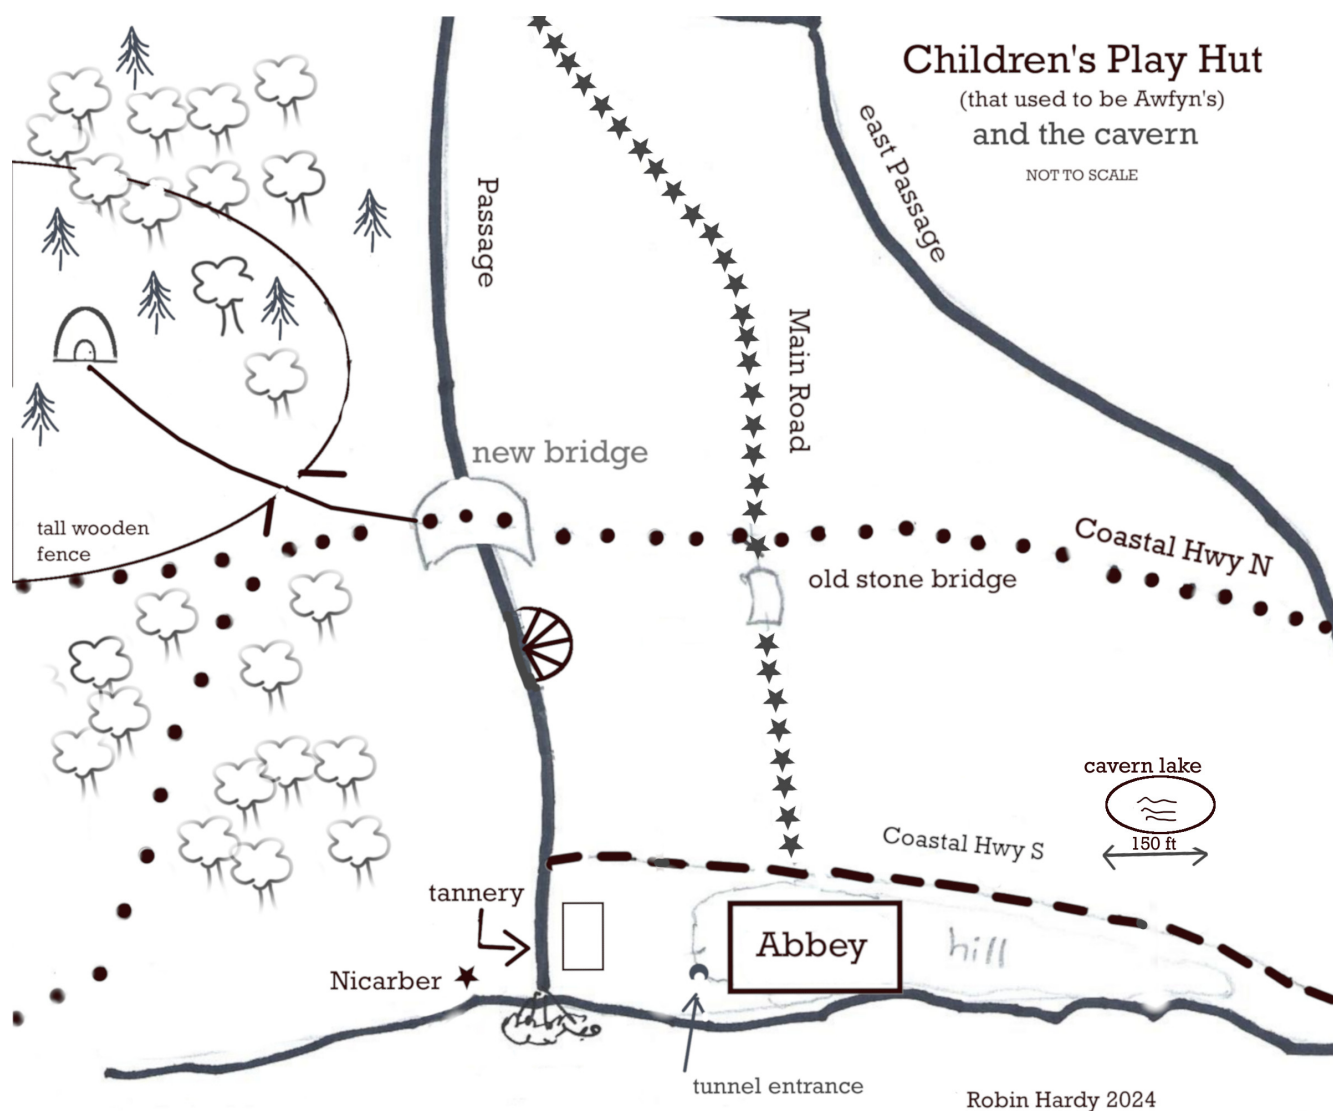 Children's Play Hut
(that used to be Awfyn's)
and the cavern
NOT TO SCALE
east Passage
Passage
Main Road
new bridge
tall wooden
fence
Coastal Hwy N
old stone bridge
cavern lake
150 ft
Coastal Hwy S
tannery
Abbey
hill
Nicarber
tunnel entrance
Robin Hardy 2024